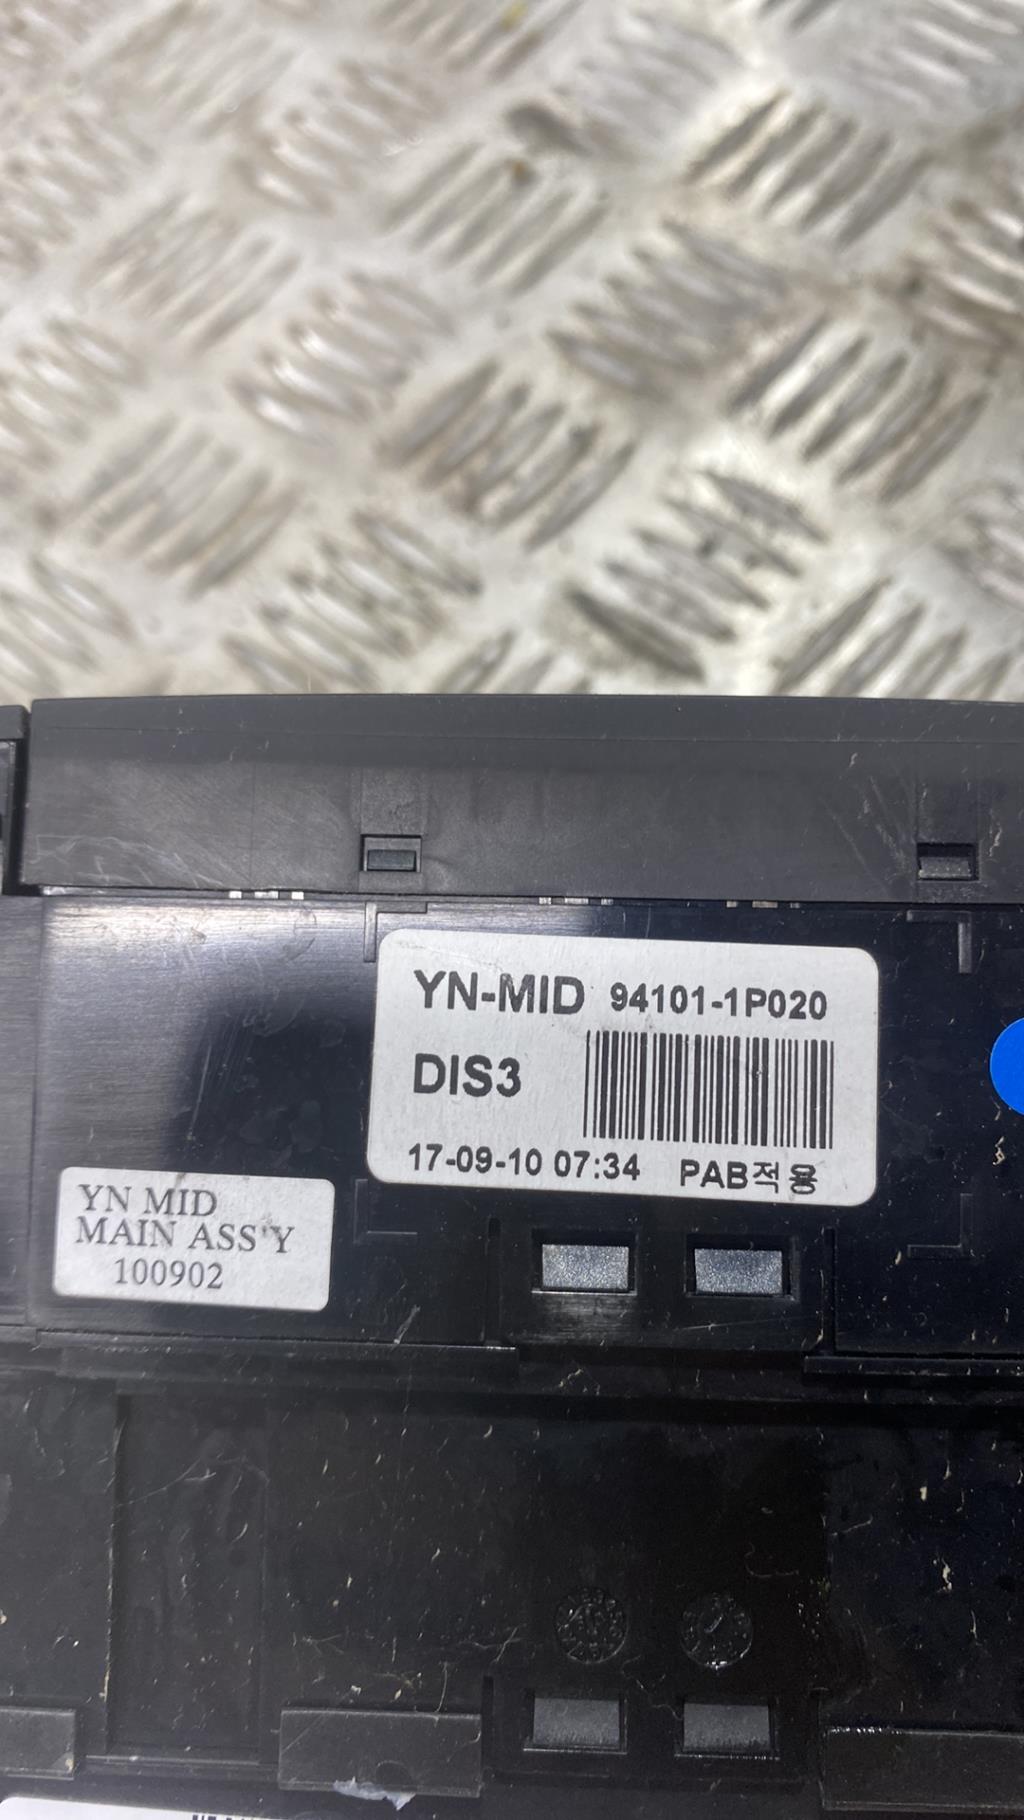 YN-MID 94101-1P020
DIS3
17-09-10 07:34 PAB적용
YN MID
MAIN ASS'Y
100902